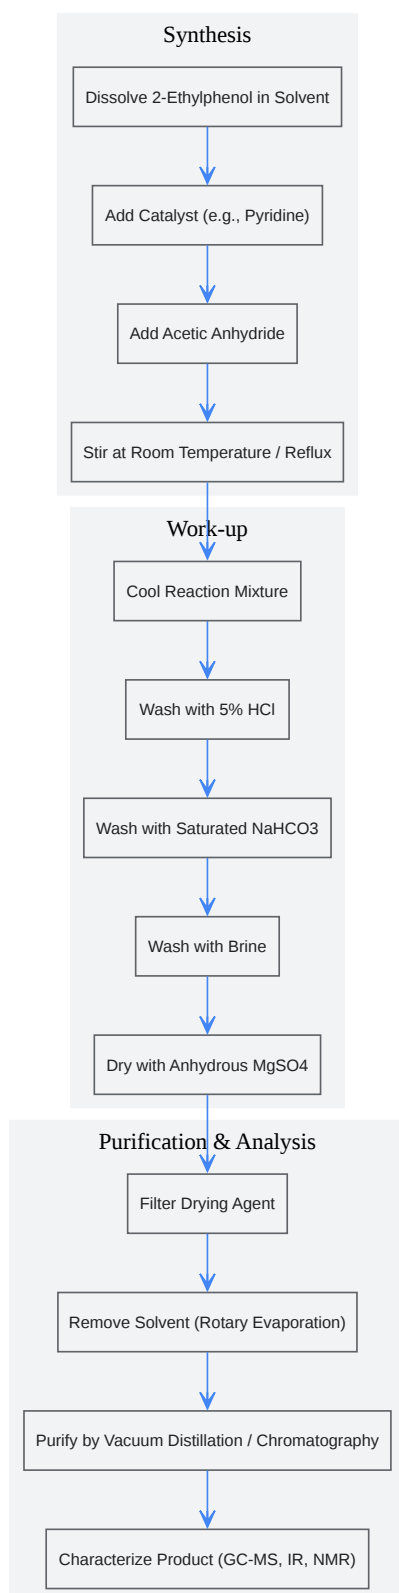 Synthesis
Dissolve 2-Ethylphenol in Solvent
Add Catalyst (e.g., Pyridine)
Add Acetic Anhydride
Stir at Room Temperature / Reflux
Work-up
Cool Reaction Mixture
Wash with 5% HCl
Wash with Saturated NaHCO3
Wash with Brine
Dry with Anhydrous MgSO4
Purification & Analysis
Filter Drying Agent
Remove Solvent (Rotary Evaporation)
Purify by Vacuum Distillation / Chromatography
Characterize Product (GC-MS, IR, NMR)